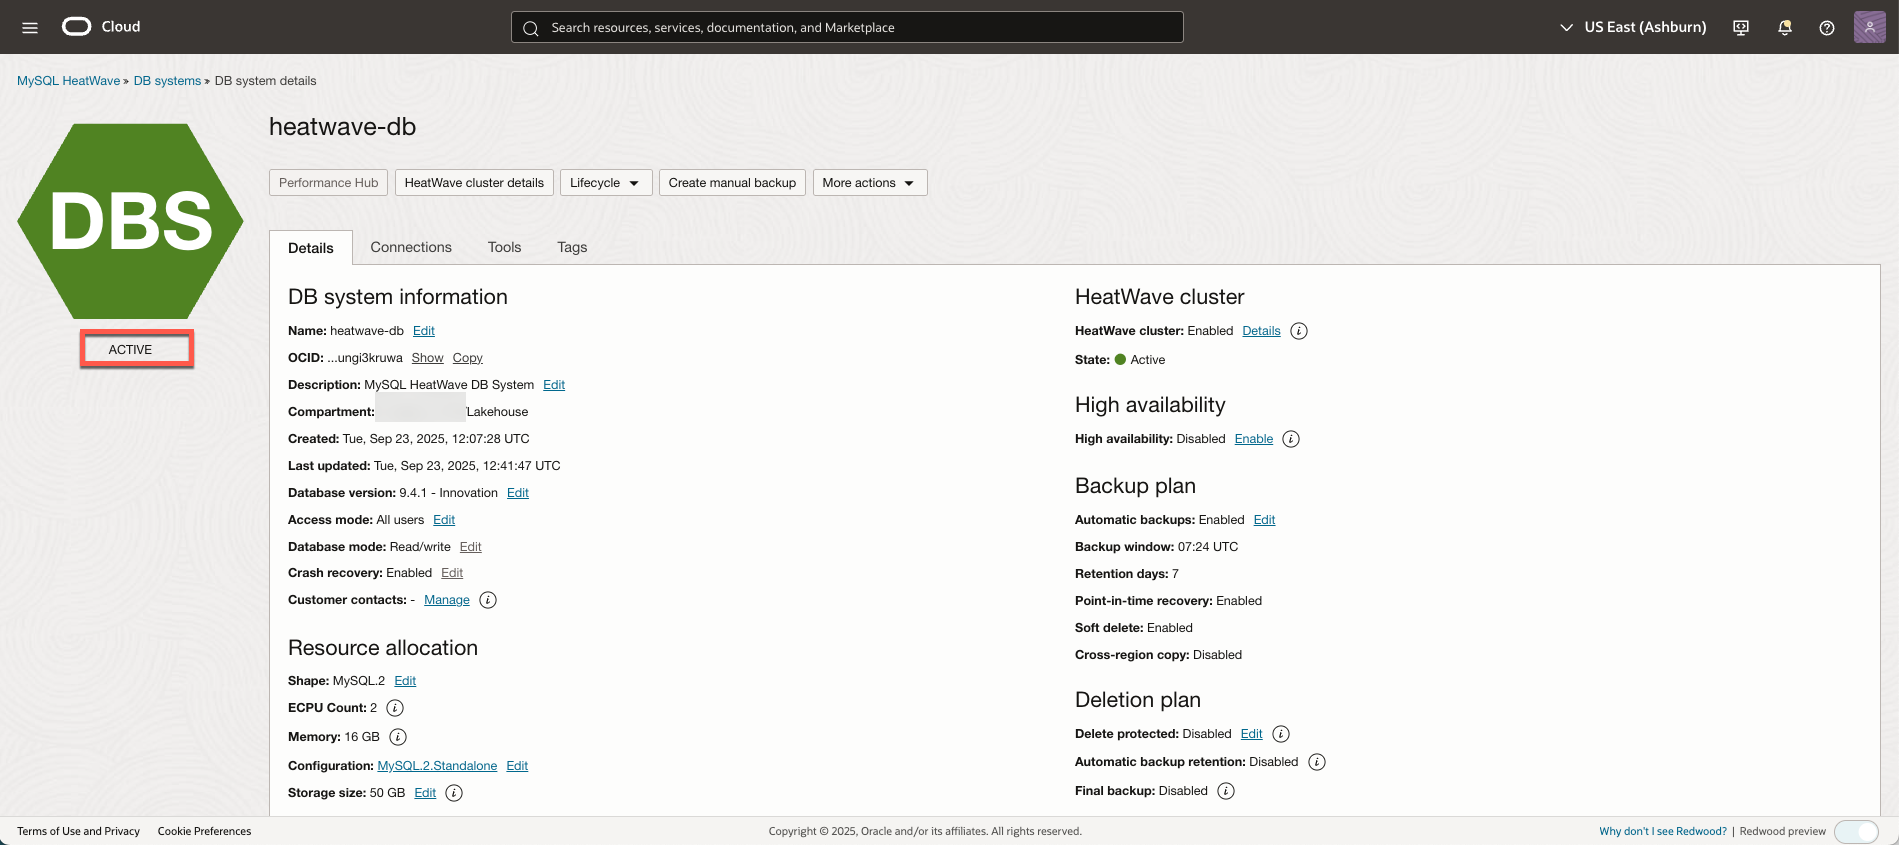 Cloud
Search resources, services, documentation, and Marketplace
US East (Ashburn)
MySQL HeatWave » DB systems » DB system details
DBS
ACTIVE
heatwave-db
Performance Hub
HeatWave cluster details
Lifecycle
Create manual backup
More actions
Details
Connections
Tools
Tags
DB system information
Name: heatwave-db Edit
OCID: ...ungi3kruwa Show Copy
Description: MySQL HeatWave DB System Edit
Compartment: /Lakehouse
Created: Tue, Sep 23, 2025, 12:07:28 UTC
Last updated: Tue, Sep 23, 2025, 12:41:47 UTC
Database version: 9.4.1 - Innovation Edit
Access mode: All users Edit
Database mode: Read/write Edit
Crash recovery: Enabled Edit
Customer contacts: - Manage
Resource allocation
Shape: MySQL.2 Edit
ECPU Count: 2
Memory: 16 GB
Configuration: MySQL.2.Standalone Edit
Storage size: 50 GB Edit
HeatWave cluster
HeatWave cluster: Enabled Details
State: Active
High availability
High availability: Disabled Enable
Backup plan
Automatic backups: Enabled Edit
Backup window: 07:24 UTC
Retention days: 7
Point-in-time recovery: Enabled
Soft delete: Enabled
Cross-region copy: Disabled
Deletion plan
Delete protected: Disabled Edit
Automatic backup retention: Disabled
Final backup: Disabled
Terms of Use and Privacy
Cookie Preferences
Copyright © 2025, Oracle and/or its affiliates. All rights reserved.
Why don't I see Redwood? | Redwood preview